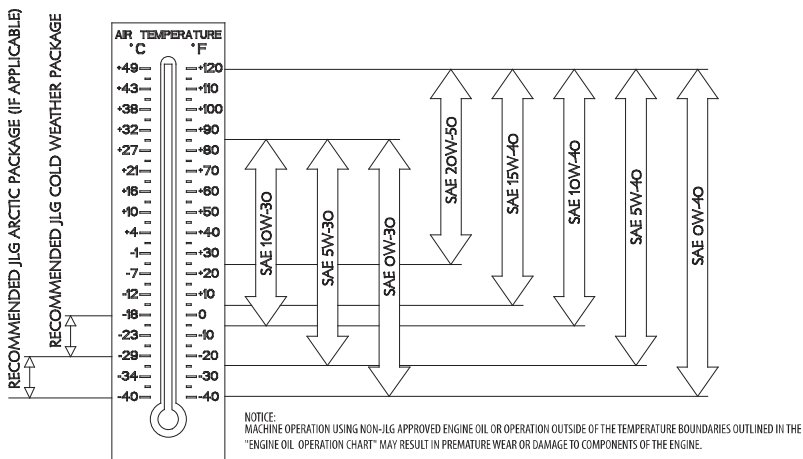 RECOMMENDED JLG ARCTIC PACKAGE (IF APPLICABLE)
RECOMMENDED JLG COLD WEATHER PACKAGE
AIR TEMPERATURE
°C °F
+49 +120
+43 +110
+38 +100
+32 +90
+27 +80
+21 +70
+16 +60
+10 +50
+4 +40
-1 +30
-7 +20
-12 +10
-18 0
-23 -10
-29 -20
-34 -30
-40 -40
SAE 10W-30
SAE 5W-30
SAE 0W-30
SAE 20W-50
SAE 15W-40
SAE 10W-40
SAE 5W-40
SAE 0W-40
NOTICE:
MACHINE OPERATION USING NON-JLG APPROVED ENGINE OIL OR OPERATION OUTSIDE OF THE TEMPERATURE BOUNDARIES OUTLINED IN THE
"ENGINE OIL OPERATION CHART" MAY RESULT IN PREMATURE WEAR OR DAMAGE TO COMPONENTS OF THE ENGINE.